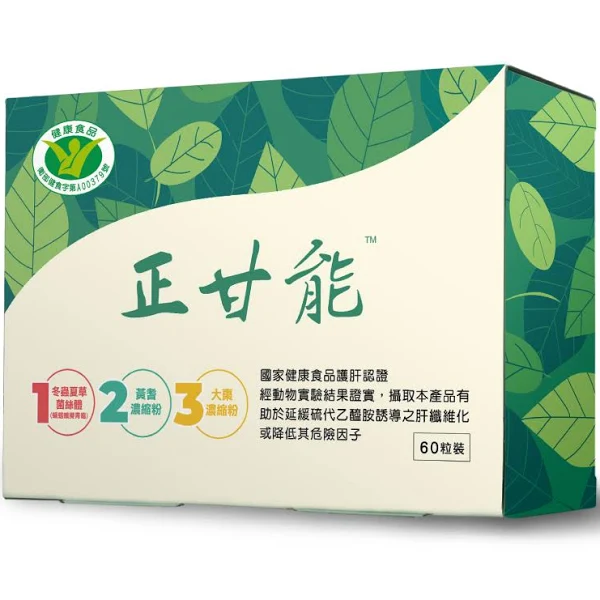 健康食品
衛部健食字第A00379號
正甘能™
1 冬蟲夏草
菌絲體
2 黃耆
濃縮粉
3 大棗
濃縮粉
國家健康食品護肝認證
經動物實驗結果證實，攝取本產品有
助於延緩硫代乙醯胺誘導之肝纖維化
或降低其危險因子
60粒裝